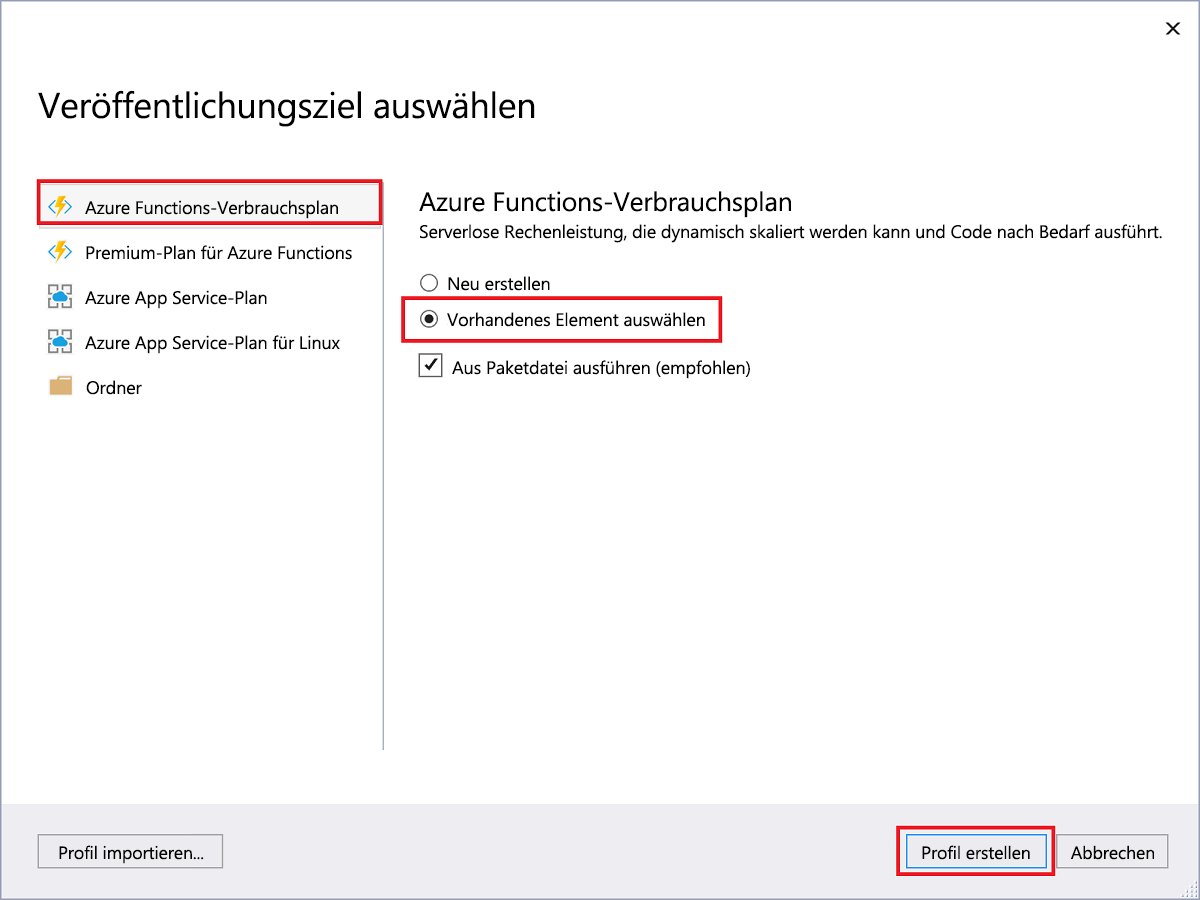 Veröffentlichungsziel auswählen
Azure Functions-Verbrauchsplan
Premium-Plan für Azure Functions
Azure App Service-Plan
Azure App Service-Plan für Linux
Ordner
Azure Functions-Verbrauchsplan
Serverlose Rechenleistung, die dynamisch skaliert werden kann und Code nach Bedarf ausführt.
Neu erstellen
Vorhandenes Element auswählen
Aus Paketdatei ausführen (empfohlen)
Profil importieren...
Profil erstellen
Abbrechen